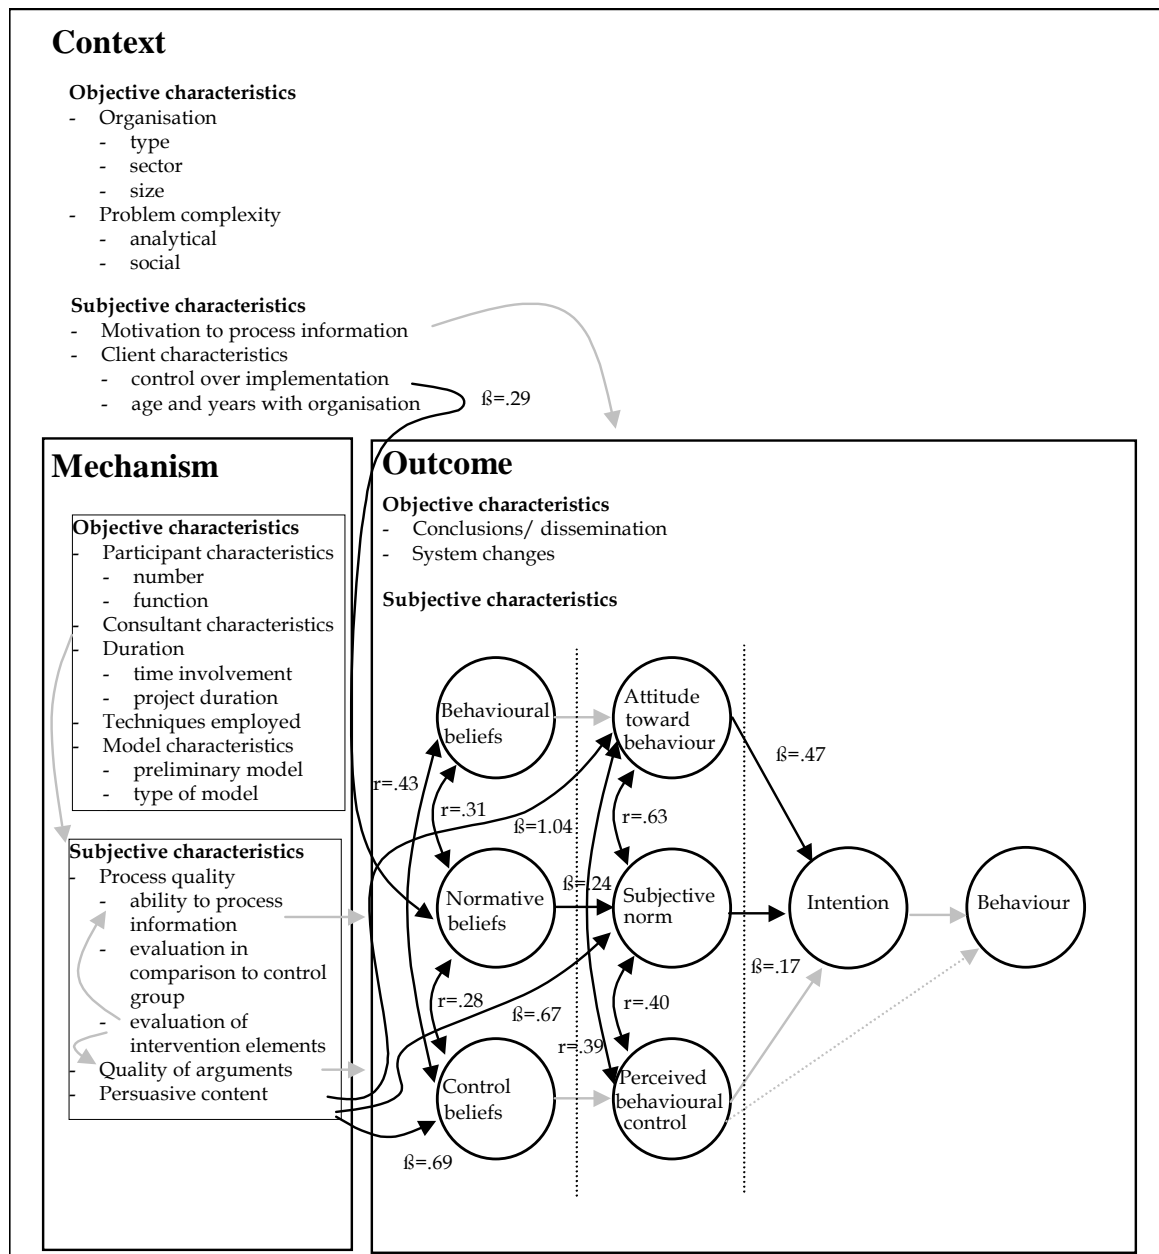 Context
Objective characteristics
- Organisation
- type
- sector
- size
- Problem complexity
- analytical
- social
Subjective characteristics
- Motivation to process information
- Client characteristics
- control over implementation
- age and years with organisation
ß=.29
Mechanism
Objective characteristics
- Participant characteristics
- number
- function
- Consultant characteristics
- Duration
- time involvement
- project duration
- Techniques employed
- Model characteristics
- preliminary model
- type of model
Subjective characteristics
- Process quality
- ability to process
information
- evaluation in
comparison to control
group
- evaluation of
intervention elements
- Quality of arguments
- Persuasive content
Outcome
Objective characteristics
- Conclusions/ dissemination
- System changes
Subjective characteristics
Behavioural
beliefs
Attitude
toward
behaviour
r=.43
r=.31
ß=1.04
r=.63
ß=.47
Normative
beliefs
ß=.24
Subjective
norm
Intention
Behaviour
r=.28
ß=.67
r=.39
r=.40
ß=.17
Control
beliefs
Perceived
behavioural
control
ß=.69